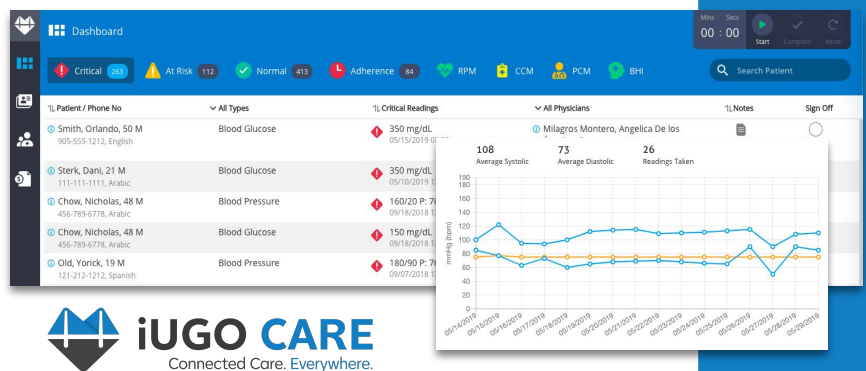 Dashboard
Mins Secs
00 : 00
Start
Complete
Reset
Critical 263
At Risk 112
Normal 413
Adherence 84
RPM
CCM
PCM
BHI
Search Patient
Patient / Phone No
All Types
Critical Readings
All Physicians
Notes
Sign Off
Smith, Orlando, 50 M
Blood Glucose
350 mg/dL
Milagros Montero, Angelica De los
905-555-1212, English
05/15/2019
Sterk, Dani, 21 M
Blood Glucose
350 mg/dL
111-111-1111, Arabic
05/10/2019
Chow, Nicholas, 48 M
Blood Pressure
160/20 P:
456-789-6778, Arabic
09/18/2018
Chow, Nicholas, 48 M
Blood Glucose
150 mg/dL
456-789-6778, Arabic
09/18/2018
Old, Yorick, 19 M
Blood Pressure
180/90 P:
121-212-1212, Spanish
09/07/2018
108
73
26
Average Systolic
Average Diastolic
Readings Taken
mmHg (bpm)
190
180
160
140
120
100
80
60
40
20
0
05/14/2019
05/15/2019
05/16/2019
05/17/2019
05/18/2019
05/19/2019
05/20/2019
05/21/2019
05/22/2019
05/23/2019
05/24/2019
05/25/2019
05/26/2019
05/27/2019
05/28/2019
05/29/2019
iUGO CARE
Connected Care. Everywhere.